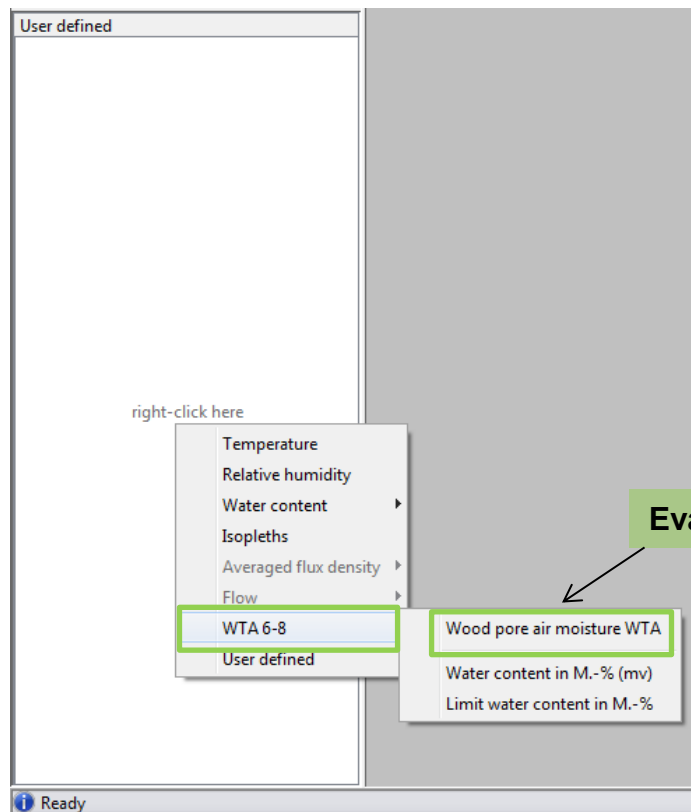 User defined
right-click here
Temperature
Relative humidity
Water content
Isopleths
Averaged flux density
Flow
WTA 6-8
User defined
Eva
Wood pore air moisture WTA
Water content in M.-% (mv)
Limit water content in M.-%
Ready